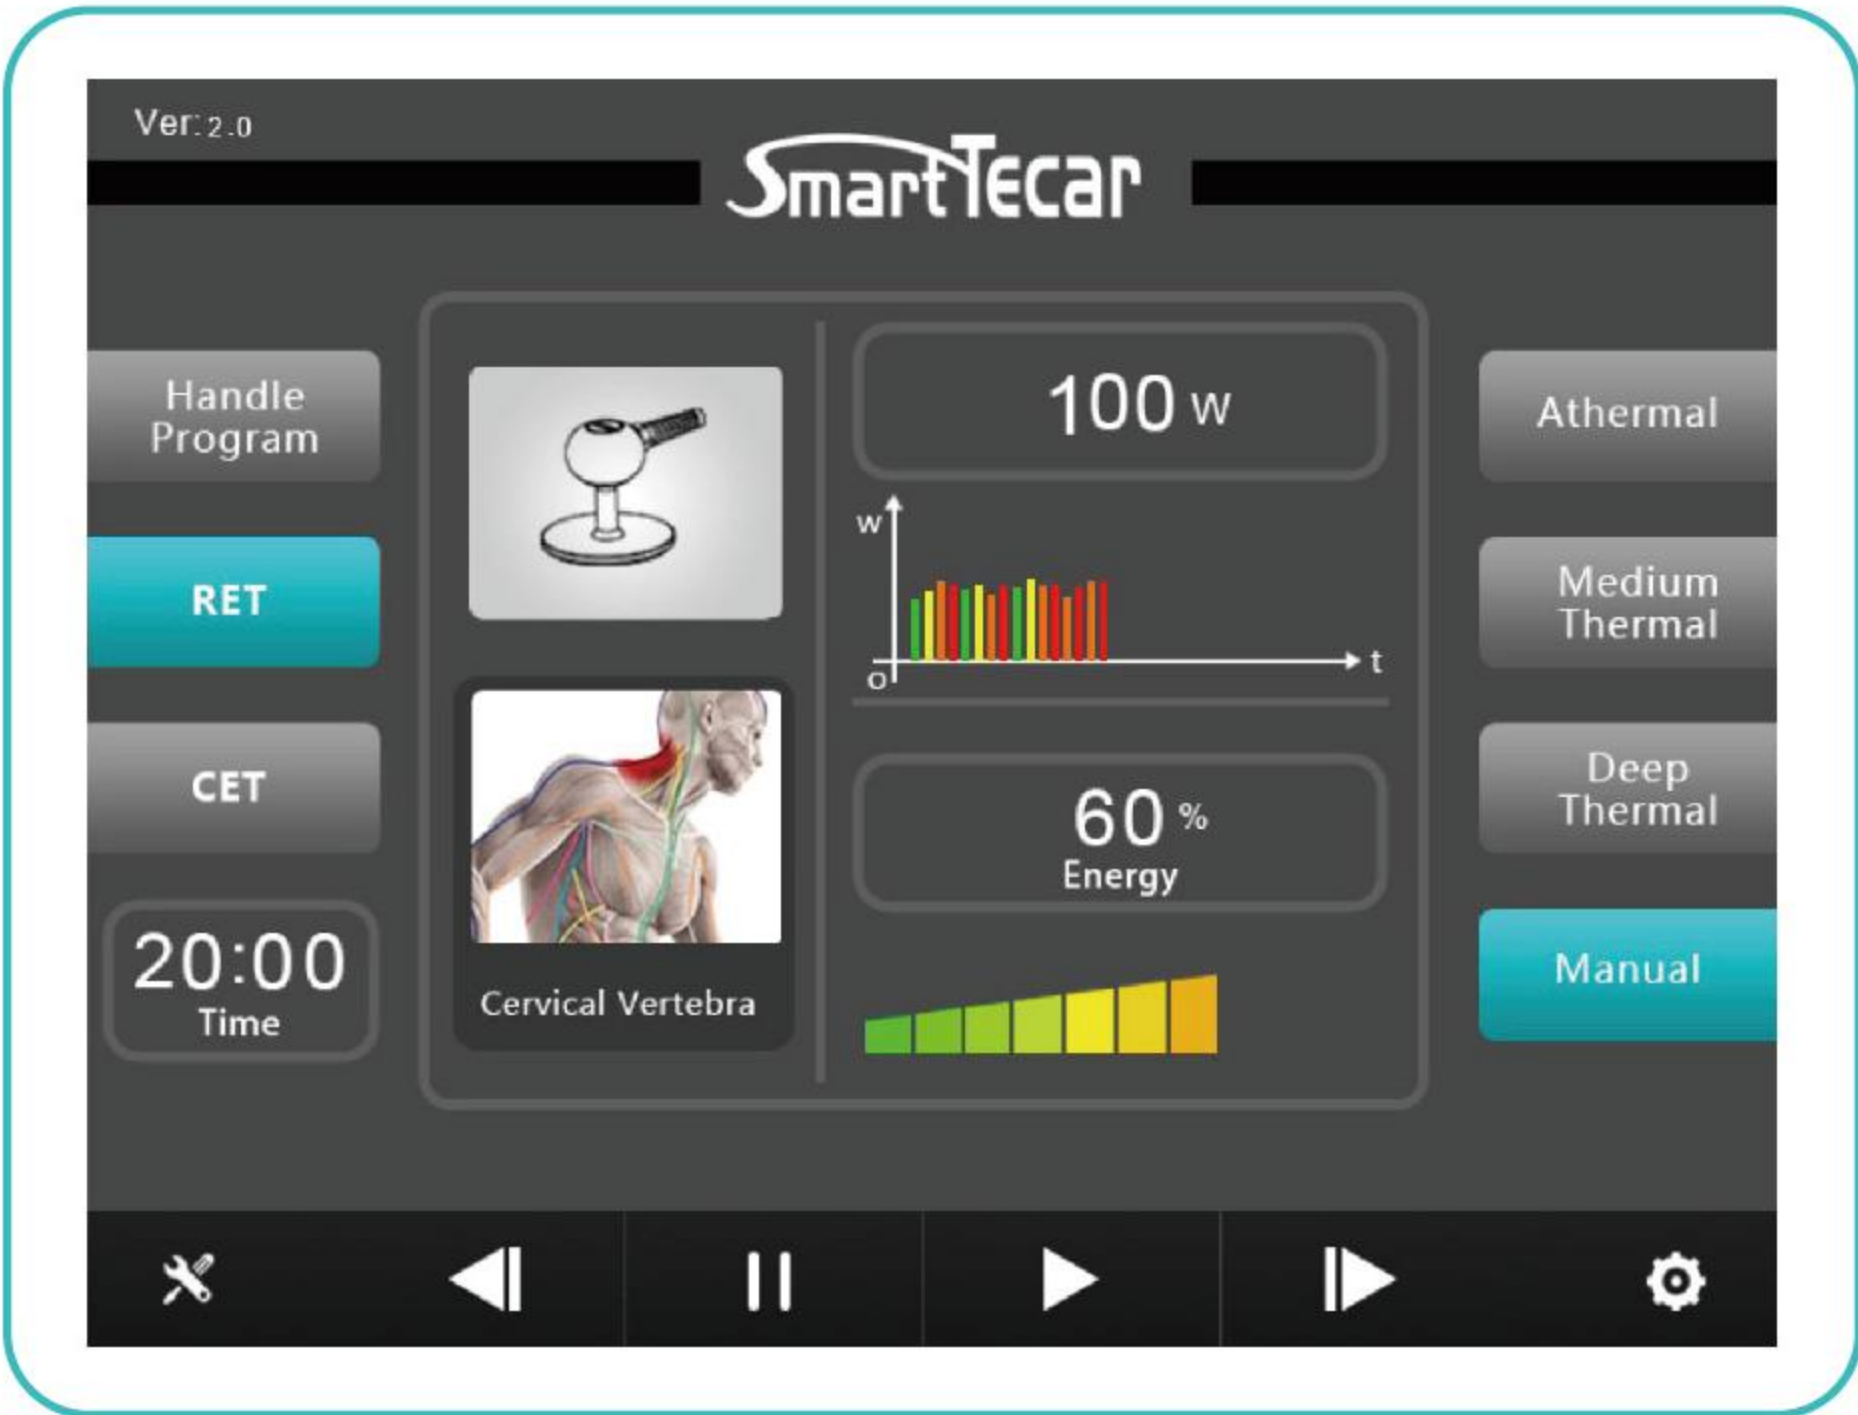 Ver: 2.0
SmartTecar
Handle
Program
RET
CET
20:00
Time
Cervical Vertebra
100 W
W
O
t
60 %
Energy
Athermal
Medium
Thermal
Deep
Thermal
Manual